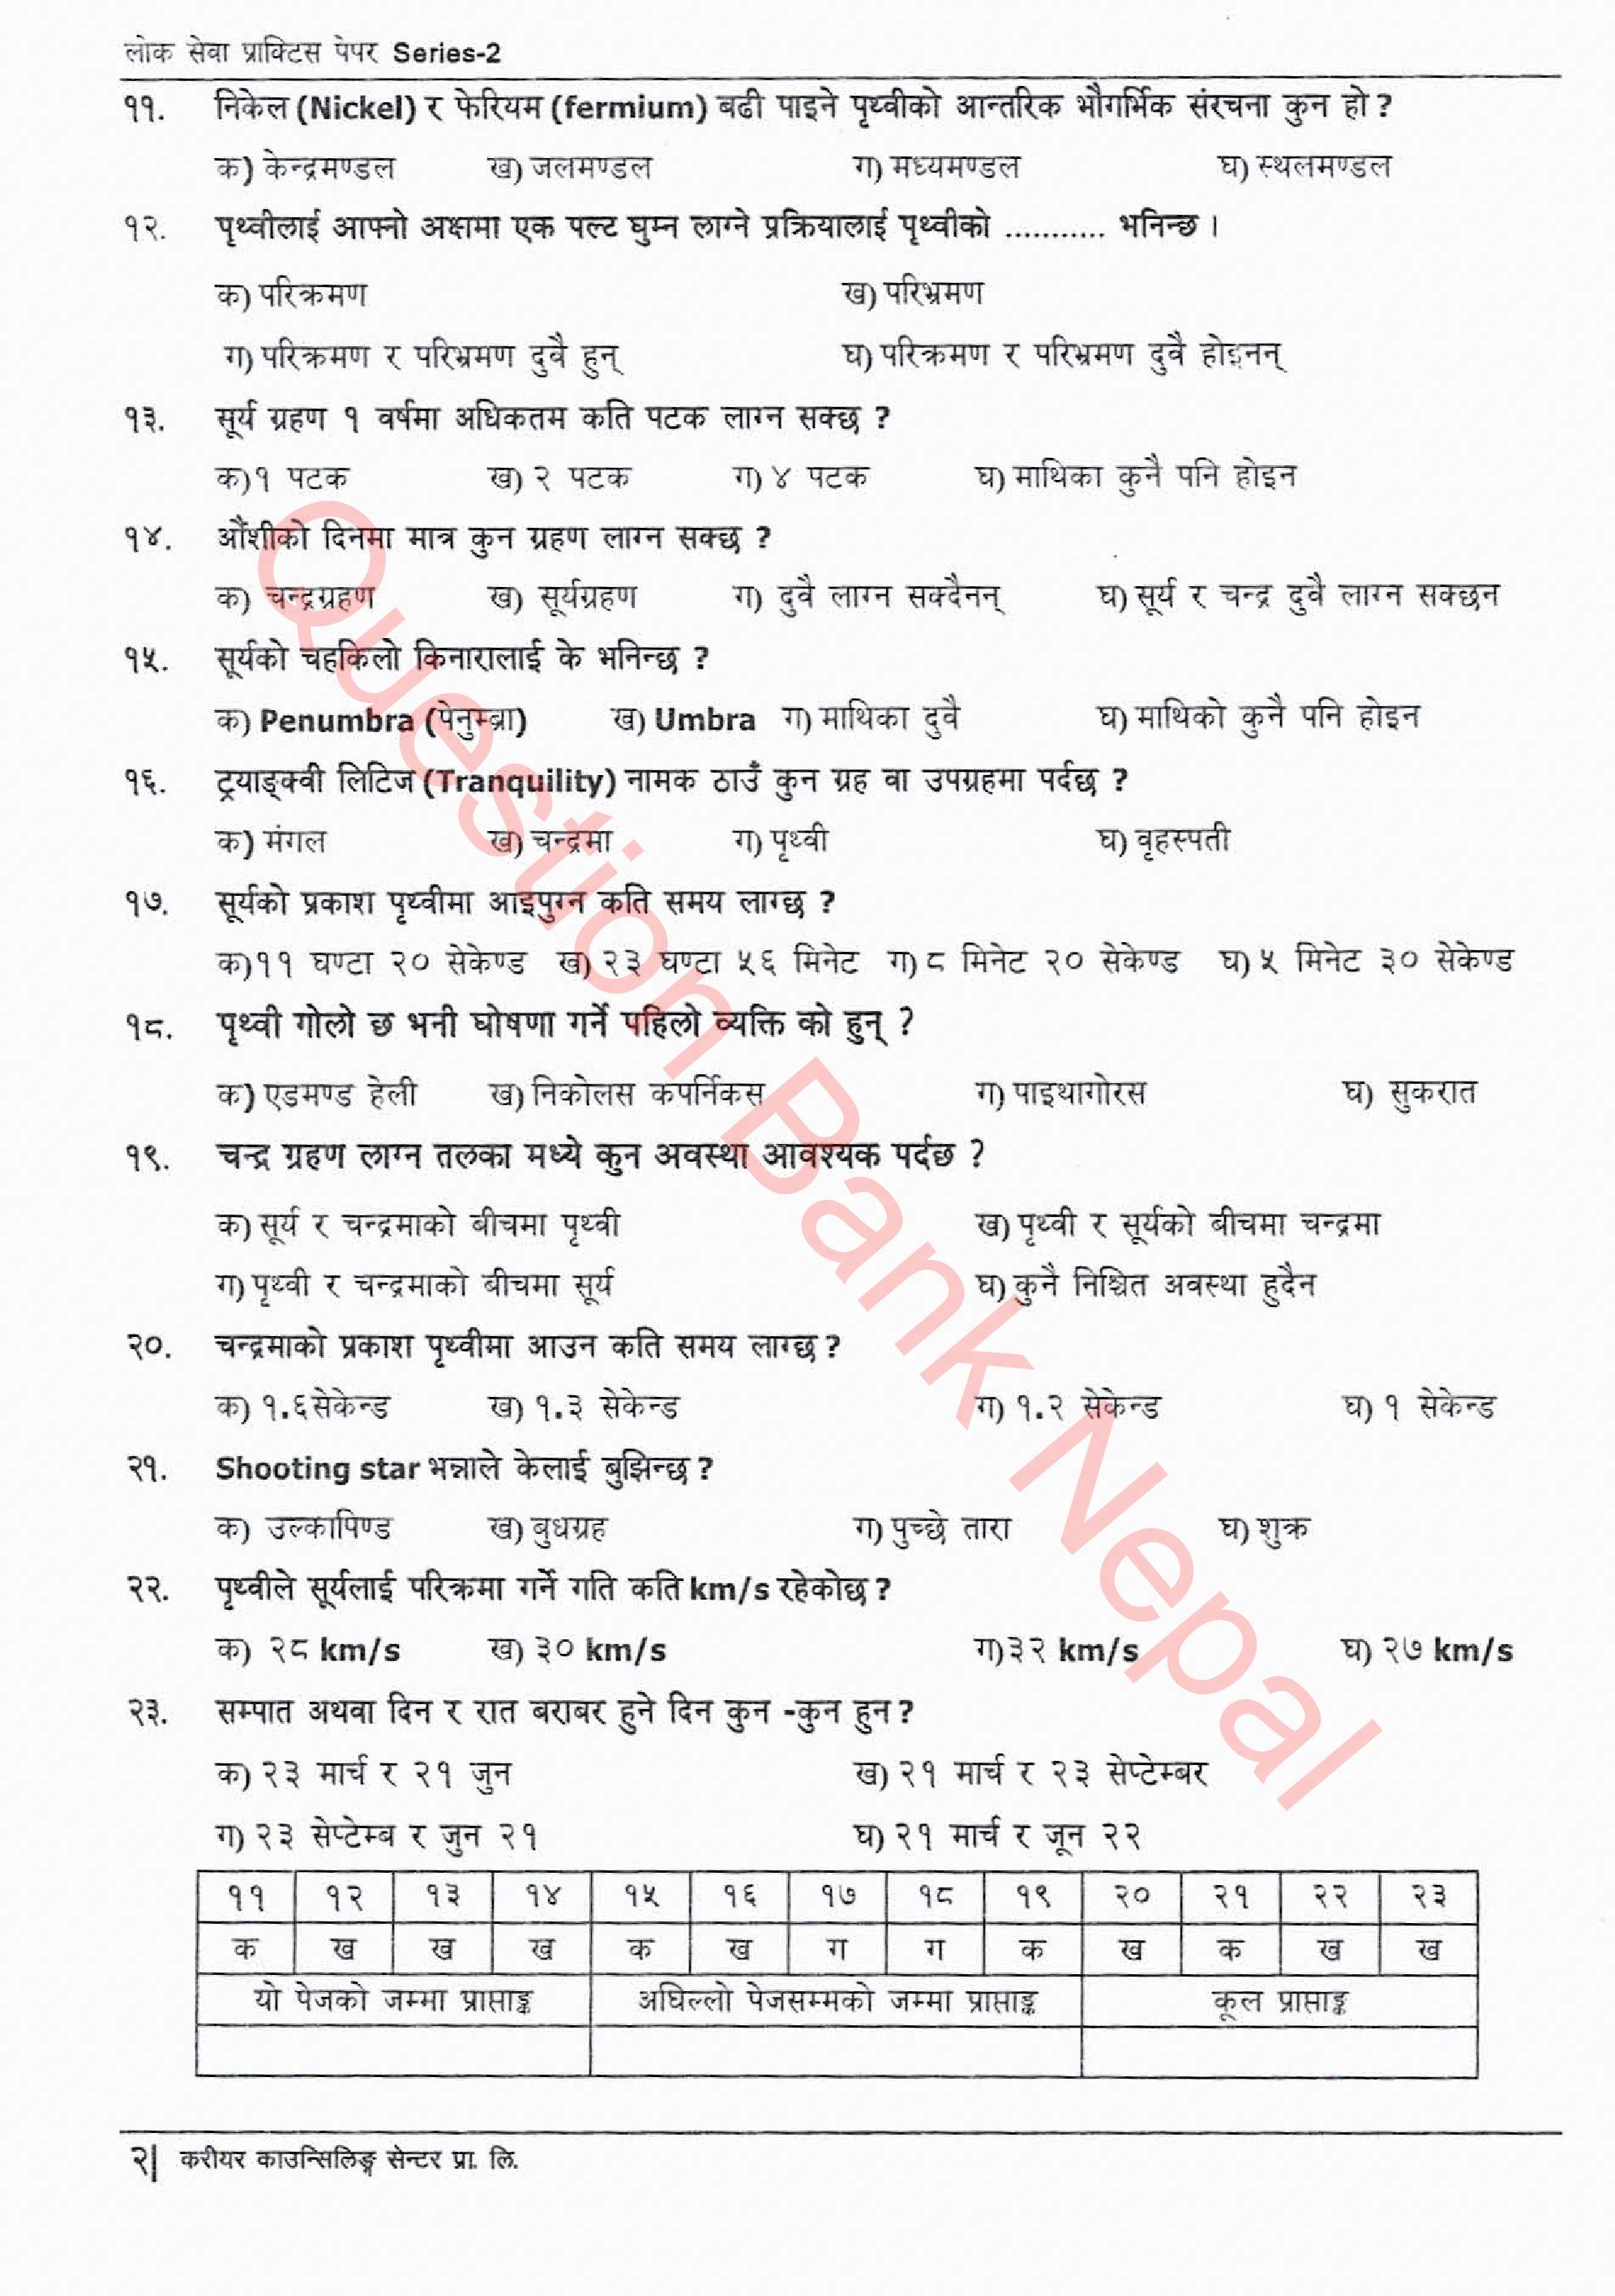 लोक सेवा प्राक्टिस पेपर Series-2
११. निकेल (Nickel) र फेरियम (fermium) बढी पाइने पृथ्वीको आन्तरिक भौगर्भिक संरचना कुन हो ?
क) केन्द्रमण्डल ख) जलमण्डल ग) मध्यमण्डल घ) स्थलमण्डल
१२. पृथ्वीलाई आफ्नो अक्षमा एक पल्ट घुम्न लाग्ने प्रक्रियालाई पृथ्वीको ........... भनिन्छ ।
क) परिक्रमण ख) परिभ्रमण
ग) परिक्रमण र परिभ्रमण दुवै हुन् घ) परिक्रमण र परिभ्रमण दुवै होइनन्
१३. सूर्य ग्रहण १ वर्षमा अधिकतम कति पटक लाग्न सक्छ ?
क) १ पटक ख) २ पटक ग) ४ पटक घ) माथिका कुनै पनि होइन
१४. औंशीको दिनमा मात्र कुन ग्रहण लाग्न सक्छ ?
क) चन्द्रग्रहण ख) सूर्यग्रहण ग) दुवै लाग्न सक्दैनन् घ) सूर्य र चन्द्र दुवै लाग्न सक्छन
१५. सूर्यको चहकिलो किनारालाई के भनिन्छ ?
क) Penumbra (पेनुम्ब्रा) ख) Umbra ग) माथिका दुवै घ) माथिको कुनै पनि होइन
१६. ट्रयाङ्क्वी लिटिज (Tranquility) नामक ठाउँ कुन ग्रह वा उपग्रहमा पर्दछ ?
क) मंगल ख) चन्द्रमा ग) पृथ्वी घ) वृहस्पती
१७. सूर्यको प्रकाश पृथ्वीमा आइपुग्न कति समय लाग्छ ?
क) ११ घण्टा २० सेकेण्ड ख) २३ घण्टा ५६ मिनेट ग) ८ मिनेट २० सेकेण्ड घ) ५ मिनेट ३० सेकेण्ड
१८. पृथ्वी गोलो छ भनी घोषणा गर्ने पहिलो व्यक्ति को हुन् ?
क) एडमण्ड हेली ख) निकोलस कपर्निकस ग) पाइथागोरस घ) सुकरात
१९. चन्द्र ग्रहण लाग्न तलका मध्ये कुन अवस्था आवश्यक पर्दछ ?
क) सूर्य र चन्द्रमाको बीचमा पृथ्वी ख) पृथ्वी र सूर्यको बीचमा चन्द्रमा
ग) पृथ्वी र चन्द्रमाको बीचमा सूर्य घ) कुनै निश्चित अवस्था हुदैन
२०. चन्द्रमाको प्रकाश पृथ्वीमा आउन कति समय लाग्छ ?
क) १.६सेकेन्ड ख) १.३ सेकेन्ड ग) १.२ सेकेन्ड घ) १ सेकेन्ड
२१. Shooting star भन्नाले केलाई बुझिन्छ ?
क) उल्कापिण्ड ख) बुधग्रह ग) पुच्छे तारा घ) शुक्र
२२. पृथ्वीले सूर्यलाई परिक्रमा गर्ने गति कति km/s रहेकोछ ?
क) २८ km/s ख) ३० km/s ग) ३२ km/s घ) २७ km/s
२३. सम्पात अथवा दिन र रात बराबर हुने दिन कुन -कुन हुन ?
क) २३ मार्च र २१ जुन ख) २१ मार्च र २३ सेप्टेम्बर
ग) २३ सेप्टेम्ब र जुन २१ घ) २१ मार्च र जून २२
११ १२ १३ १४ १५ १६ १७ १८ १९ २० २१ २२ २३
क ख ख ख क ख ग ग क ख क ख ख
यो पेजको जम्मा प्राप्ताङ्क अघिल्लो पेजसम्मको जम्मा प्राप्ताङ्क कूल प्राप्ताङ्क
२| करीयर काउन्सिलिङ्ग सेन्टर प्रा. लि.
Question Bank Nepal